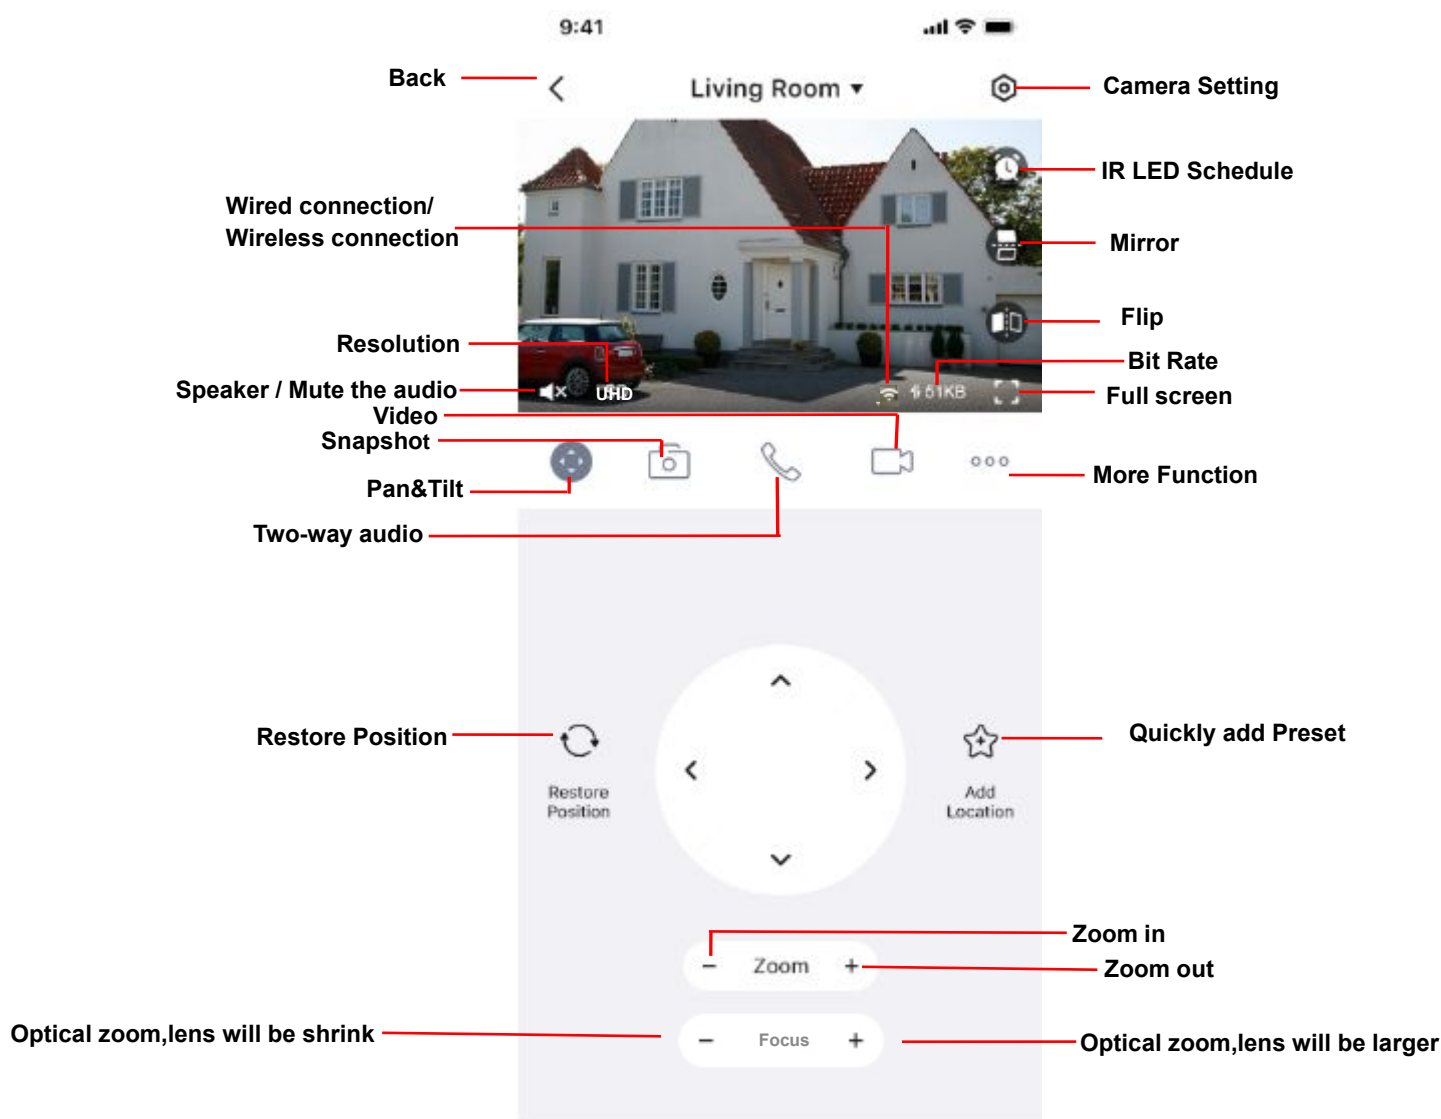 9:41
Back
Living Room
Camera Setting
IR LED Schedule
Wired connection/
Wireless connection
Mirror
Flip
Resolution
Bit Rate
Speaker / Mute the audio
UHD
51KB
Full screen
Video
Snapshot
Pan&Tilt
More Function
Two-way audio
Restore Position
Quickly add Preset
Restore
Position
Add
Location
Zoom in
Zoom
Zoom out
Optical zoom,lens will be shrink
Focus
Optical zoom,lens will be larger